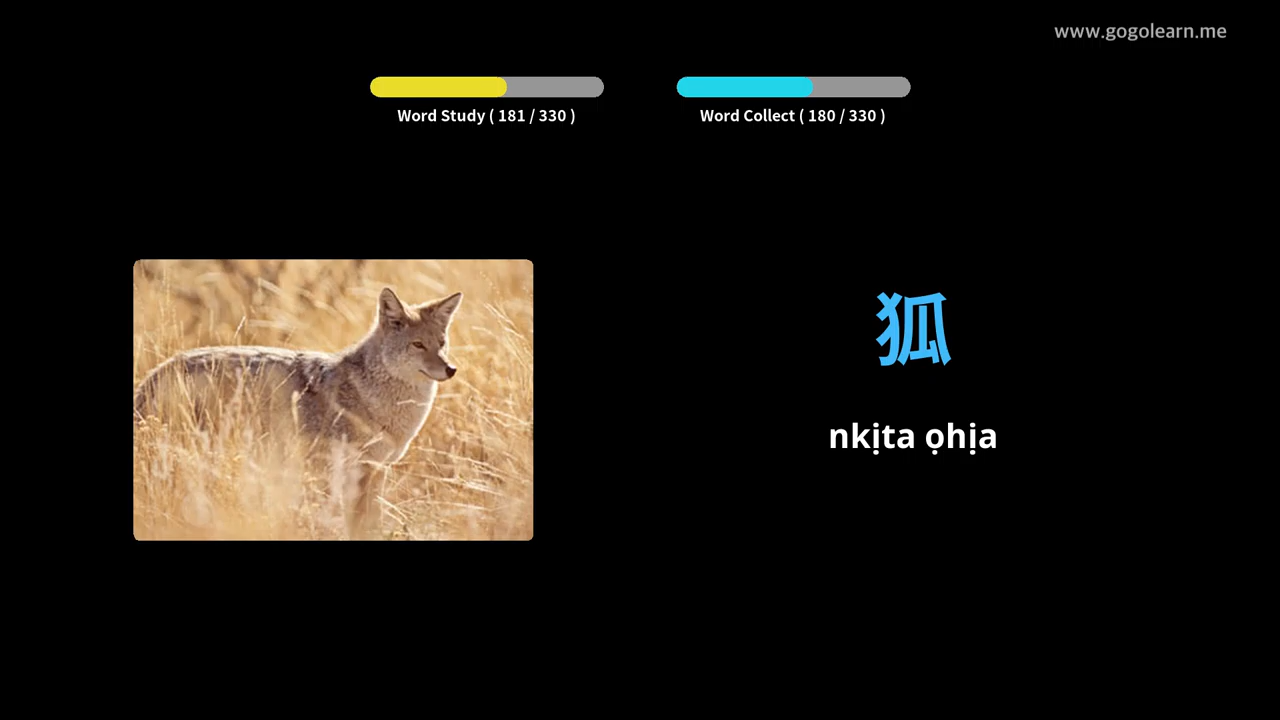 www.gogolearn.me
Word Study ( 181 / 330 )
Word Collect ( 180 / 330 )
狐
nkịta ọhịa